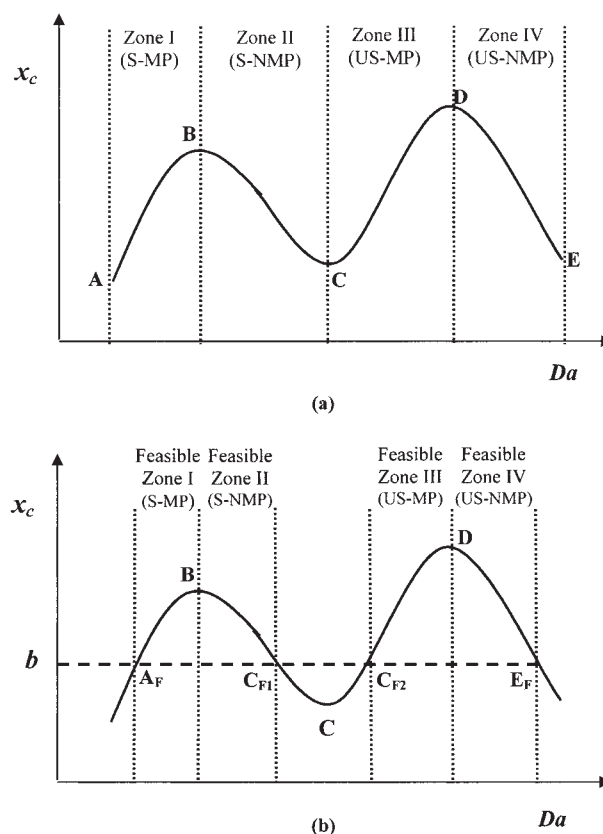 Zone I Zone II Zone III Zone IV
(S-MP) (S-NMP) (US-MP) (US-NMP)
x_c
B
D
A
C
E
Da
(a)
Feasible Feasible Feasible Feasible
Zone I Zone II Zone III Zone IV
(S-MP) (S-NMP) (US-MP) (US-NMP)
x_c
D
B
b
A_F C_F1 C_F2 E_F
C
Da
(b)